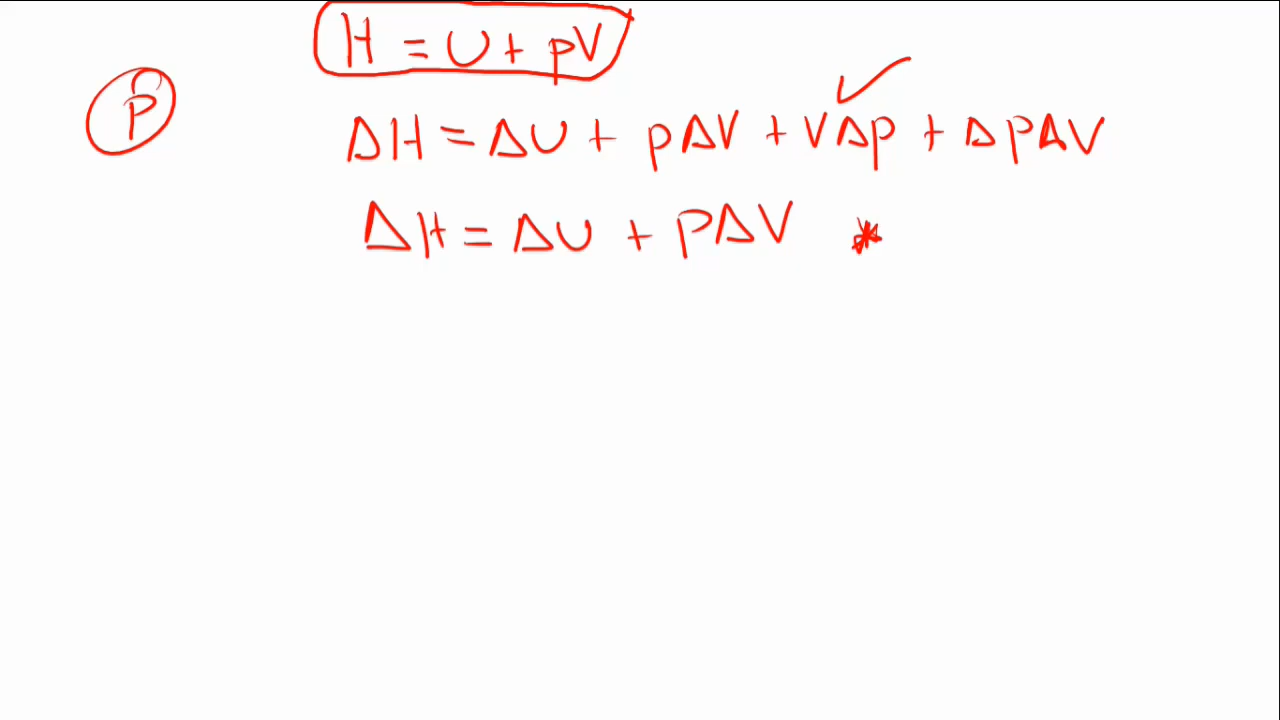 H = U + pV
P
ΔH = ΔU + pΔV + VΔp + ΔpΔV
ΔH = ΔU + PΔV *